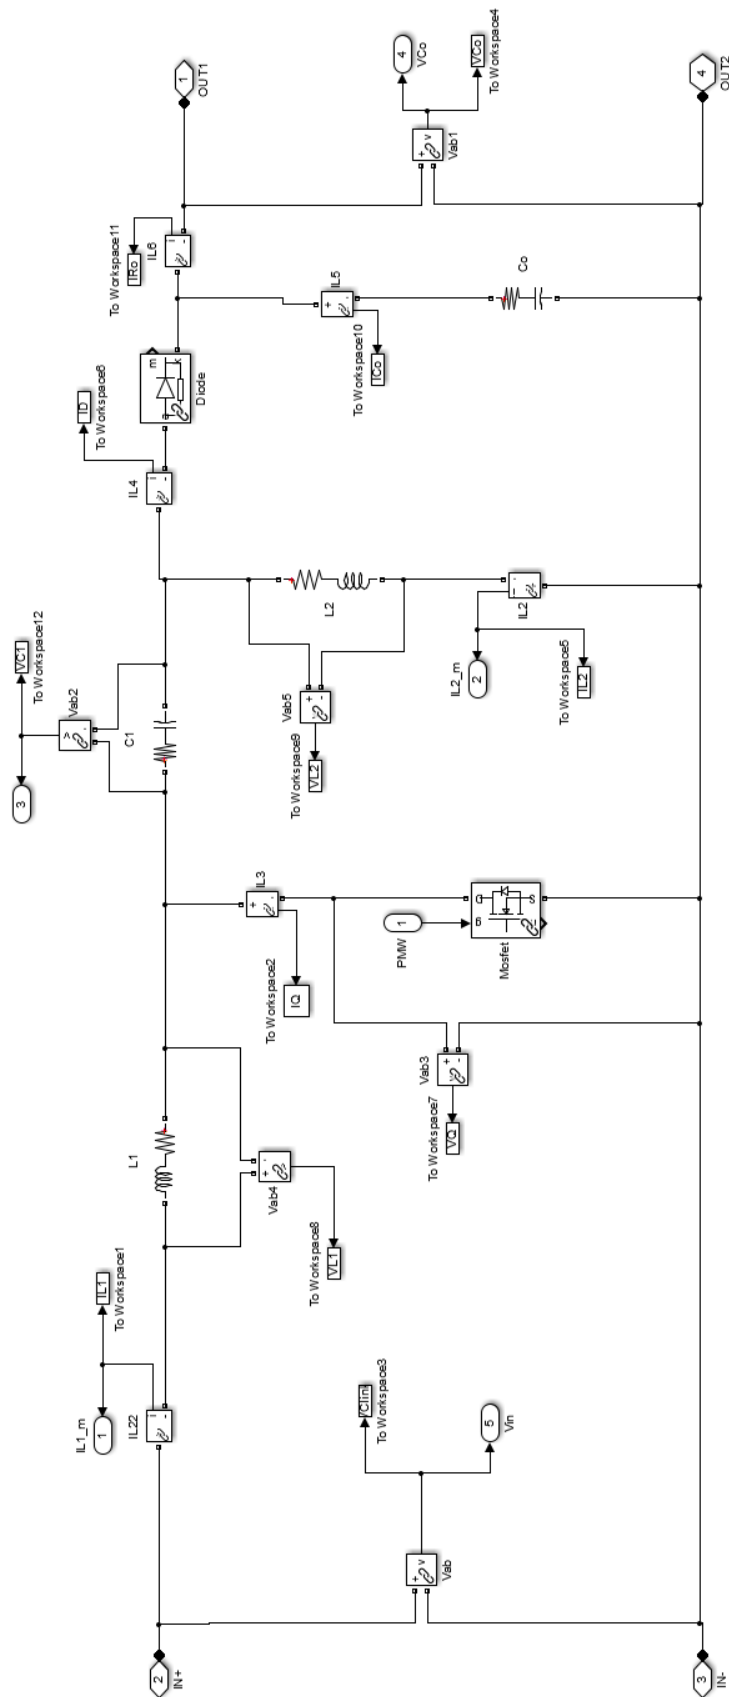 2
IN+
3
IN-
Vab
v
+
To Workspace3
5
Vin
IL1_m
1
IL22
i
+
-
IL1
To Workspace1
L1
Vab4
+
-
VL1
To Workspace8
IL3
+
IQ
To Workspace2
PMW
1
Mosfet
g
D
S
Vab3
+
-
VQ
To Workspace7
3
Vab2
v
VC1
To Workspace12
C1
Vab5
+
-
VL2
To Workspace9
L2
IL2
IL2_m
2
IL2
To Workspace5
IL4
i
-
ID
To Workspace6
Diode
m
k
IL5
+
ICo
To Workspace10
Co
IL6
i
-
IRo
To Workspace11
Vab1
v
+
VCo
4
VCo
To Workspace4
1
OUT1
4
OUT2